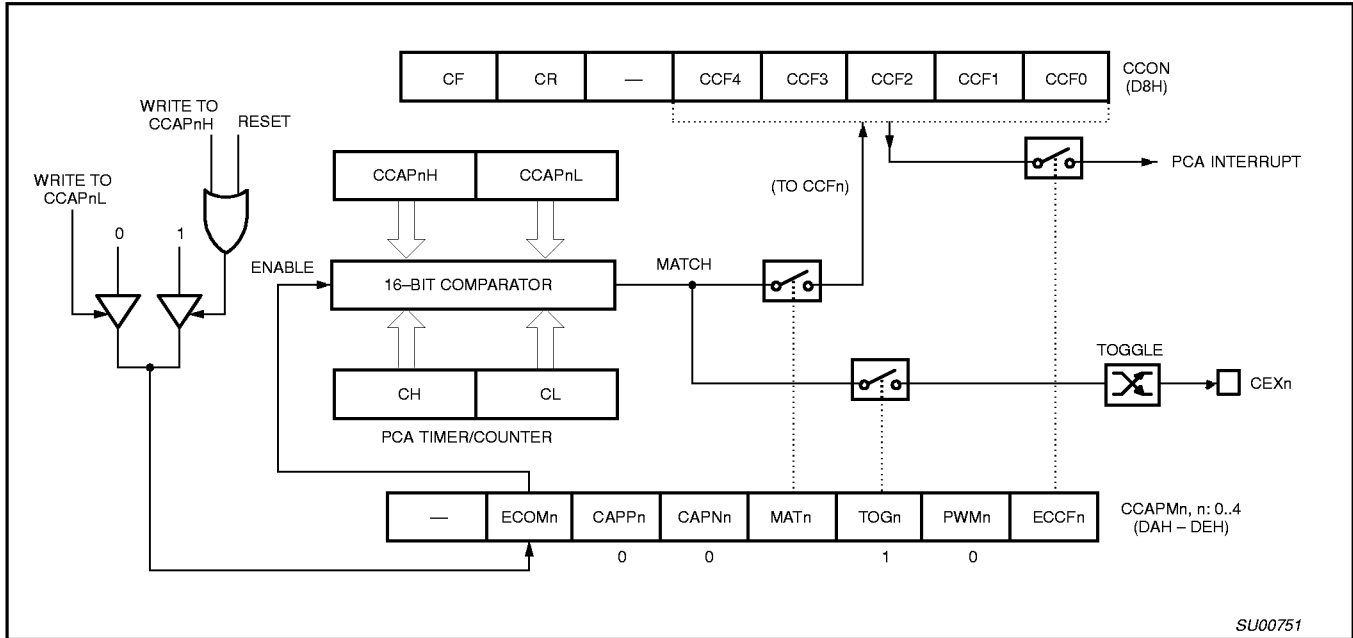 CF CR — CCF4 CCF3 CCF2 CCF1 CCF0
CCON
(D8H)
WRITE TO
CCAPnH
RESET
WRITE TO
CCAPnL
0
1
CCAPnH CCAPnL
(TO CCFn)
PCA INTERRUPT
ENABLE
16–BIT COMPARATOR
MATCH
TOGGLE
CH CL
CEXn
PCA TIMER/COUNTER
— ECOMn CAPPn CAPNn MATn TOGn PWMn ECCFn
CCAPMn, n: 0..4
(DAH – DEH)
0 0 1 0
SU00751